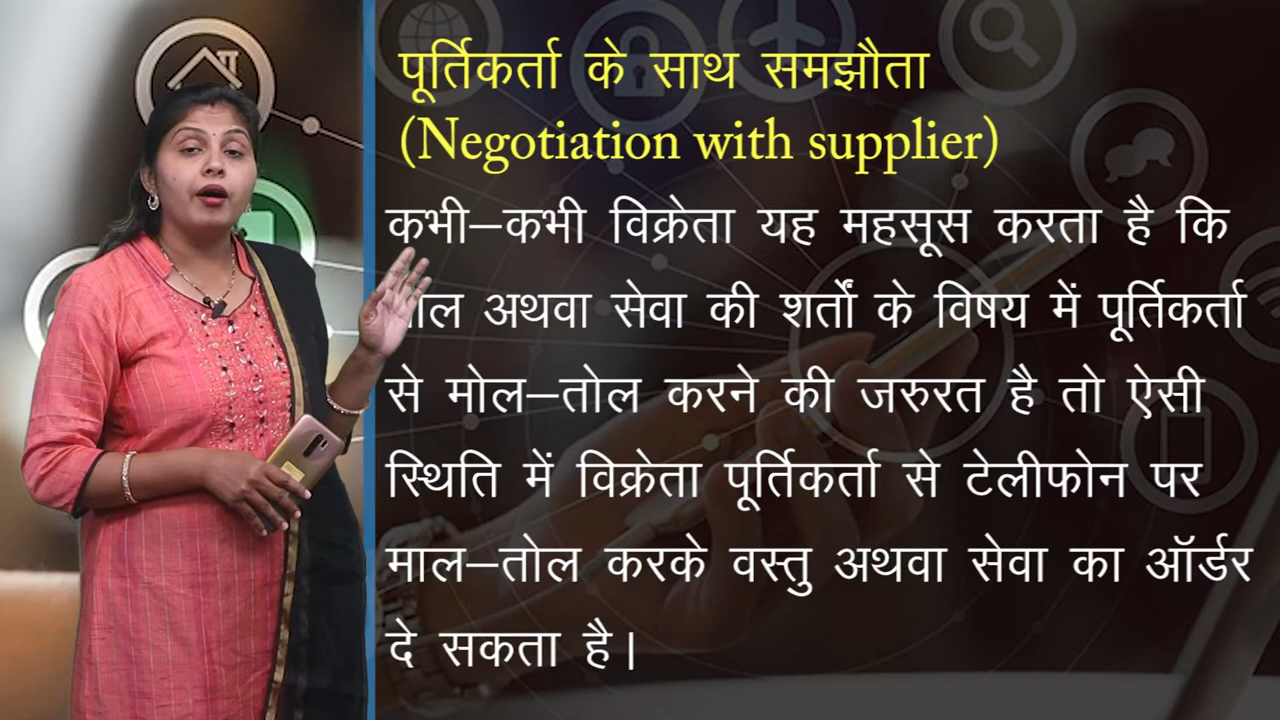 पूर्तिकर्ता के साथ समझौता
(Negotiation with supplier)
कभी–कभी विक्रेता यह महसूस करता है कि
अथवा सेवा की शर्तों के विषय में पूर्तिकर्ता
से मोल–तोल करने की जरुरत है तो ऐसी
स्थिति में विक्रेता पूर्तिकर्ता से टेलीफोन पर
माल–तोल करके वस्तु अथवा सेवा का ऑर्डर
दे सकता है।